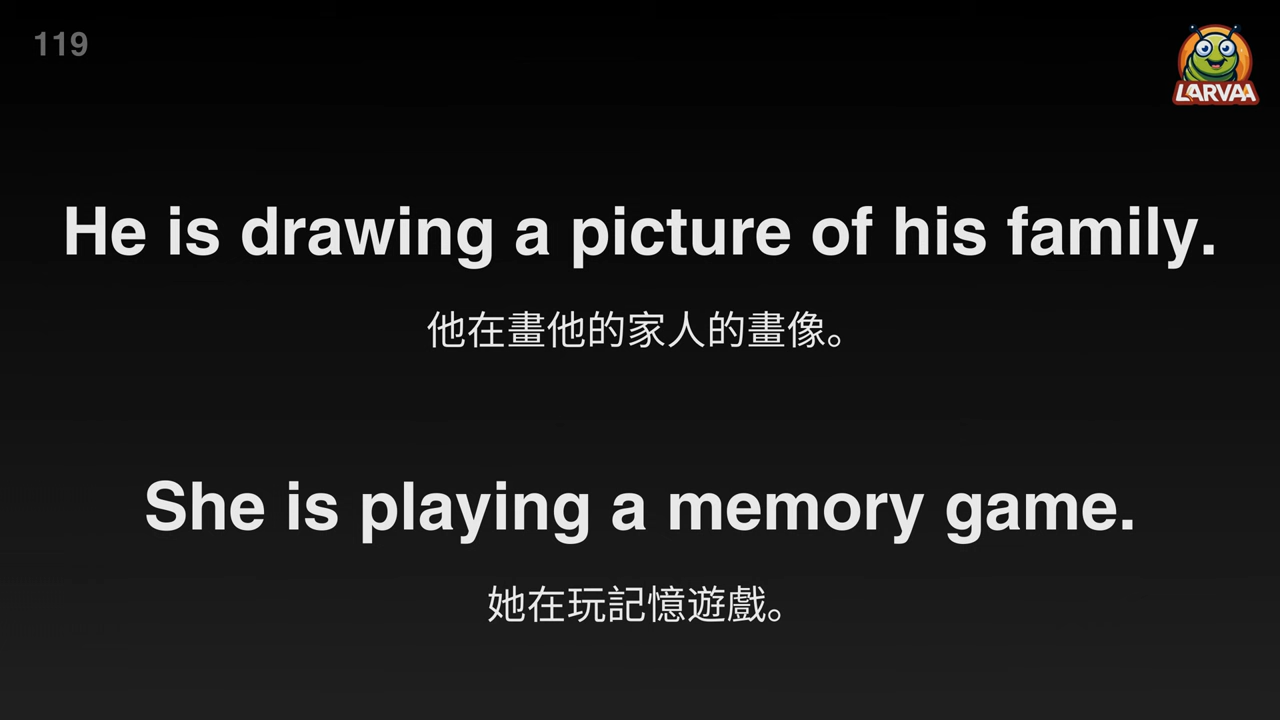 119
LARVAA
He is drawing a picture of his family.
他在畫他的家人的畫像。
She is playing a memory game.
她在玩記憶遊戲。